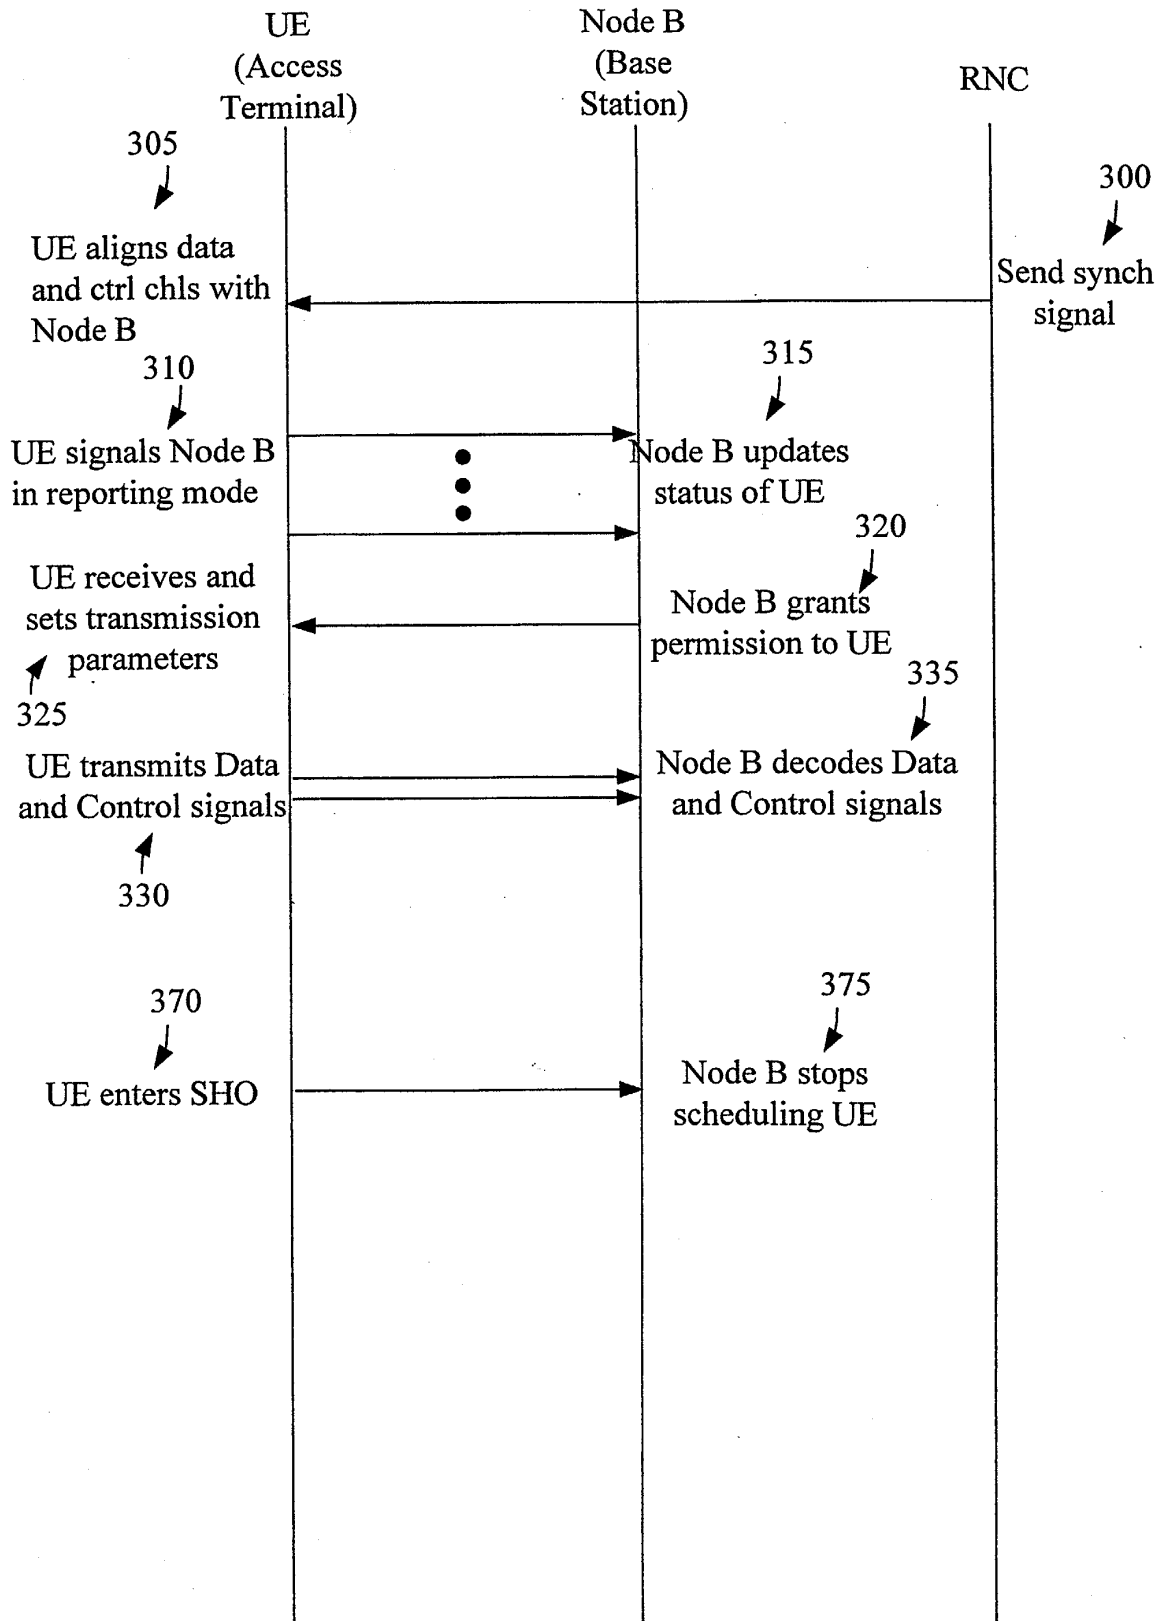 UE
(Access
Terminal)
Node B
(Base
Station)
RNC
305
UE aligns data
and ctrl chls with
Node B
300
Send synch
signal
310
UE signals Node B
in reporting mode
315
Node B updates
status of UE
320
Node B grants
permission to UE
UE receives and
sets transmission
parameters
325
335
UE transmits Data
and Control signals
330
Node B decodes Data
and Control signals
370
UE enters SHO
375
Node B stops
scheduling UE